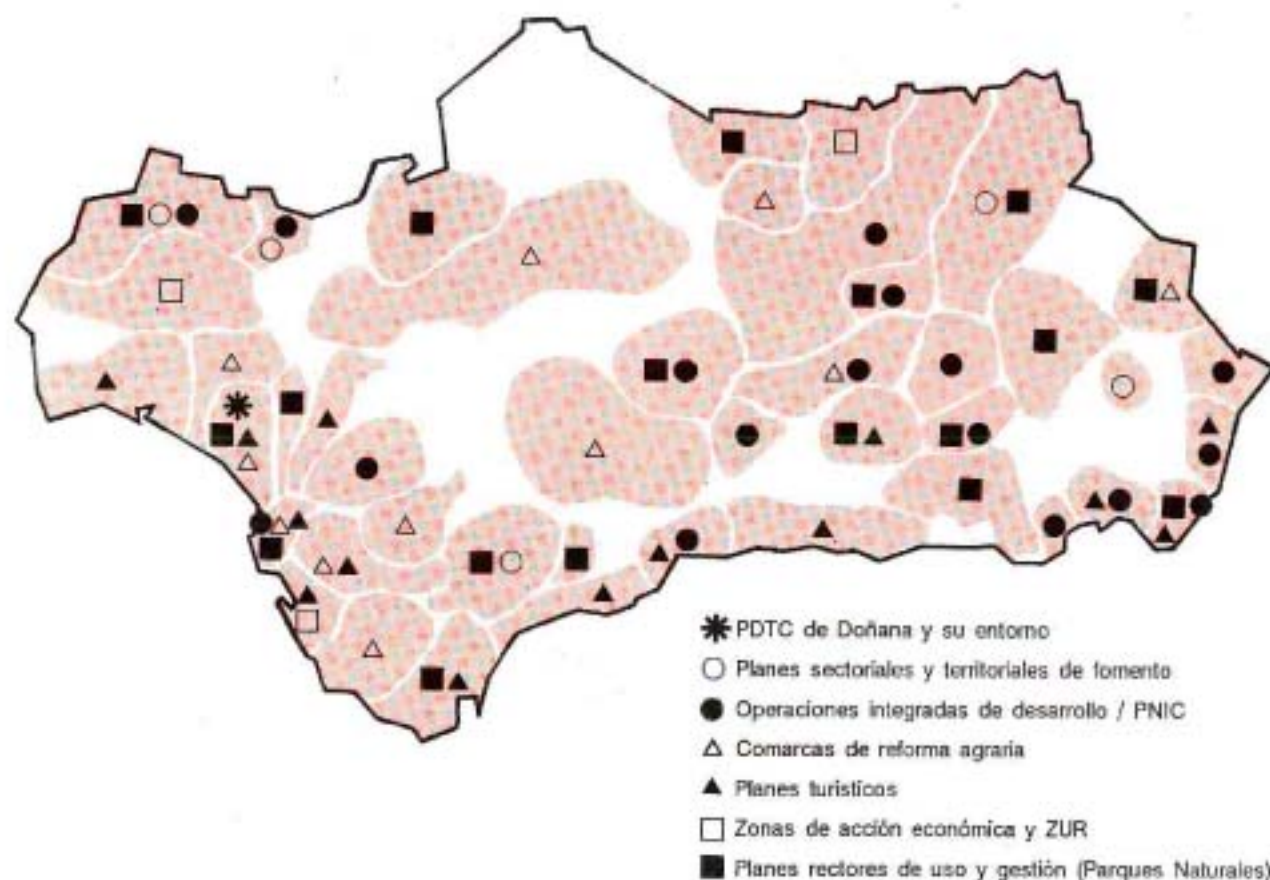 PDTC de Doñana y su entorno
Planes sectoriales y territoriales de fomento
Operaciones integradas de desarrollo / PNIC
Comarcas de reforma agraria
Planes turísticos
Zonas de acción económica y ZUR
Planes rectores de uso y gestión (Parques Naturales)